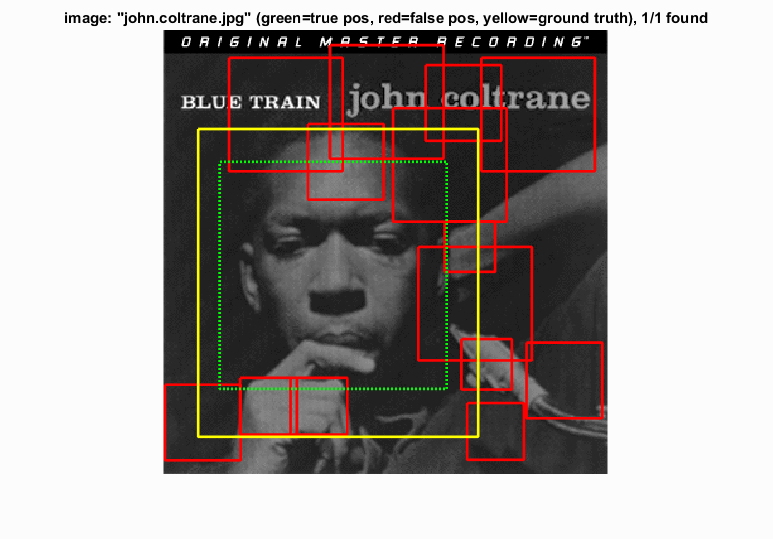 image: "john.coltrane.jpg" (green=true pos, red=false pos, yellow=ground truth), 1/1 found
ORIGINAL MASTER RECORDING™
BLUE TRAIN john coltrane